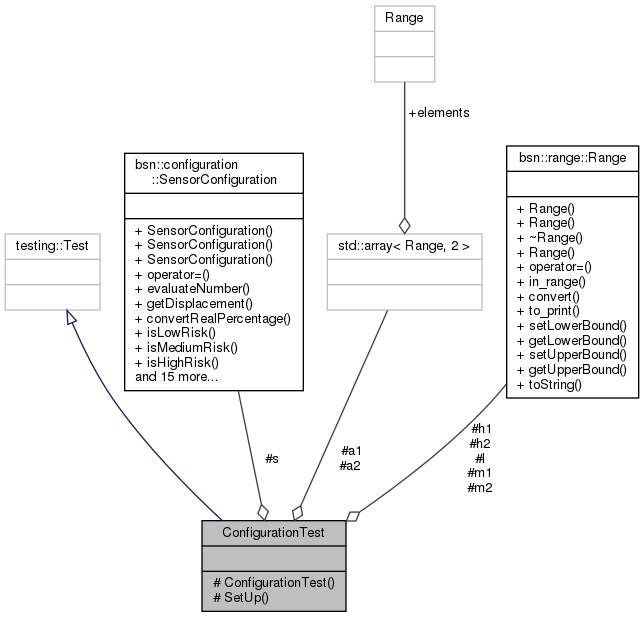 Range
+elements
bsn::configuration
::SensorConfiguration
+ SensorConfiguration()
+ SensorConfiguration()
+ SensorConfiguration()
+ operator=()
+ evaluateNumber()
+ getDisplacement()
+ convertRealPercentage()
+ isLowRisk()
+ isMediumRisk()
+ isHighRisk()
and 15 more...
bsn::range::Range
+ Range()
+ Range()
+ ~Range()
+ Range()
+ operator=()
+ in_range()
+ convert()
+ to_print()
+ setLowerBound()
+ getLowerBound()
+ setUpperBound()
+ getUpperBound()
+ toString()
testing::Test
std::array< Range, 2 >
#s
#a1
#a2
#h1
#h2
#l
#m1
#m2
ConfigurationTest
# ConfigurationTest()
# SetUp()